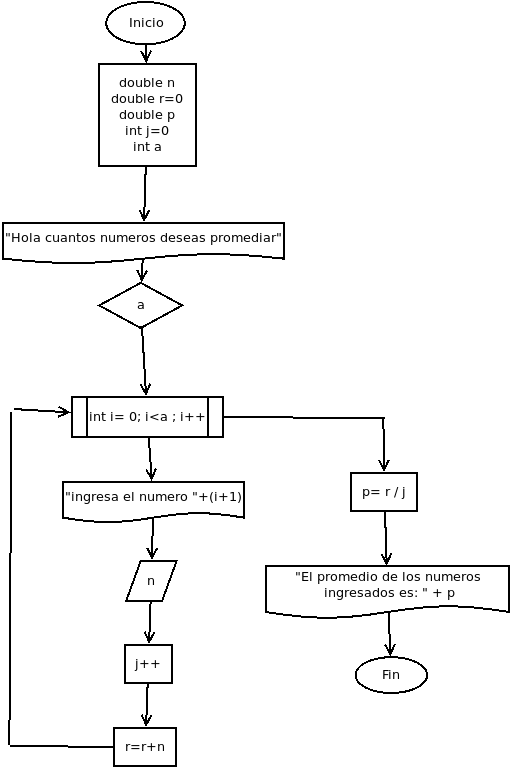 Inicio
double n
double r=0
double p
int j=0
int a
"Hola cuantos numeros deseas promediar"
a
int i= 0; i<a ; i++
"ingresa el numero "+(i+1)
n
j++
r=r+n
p= r / j
"El promedio de los numeros
ingresados es: " + p
Fin